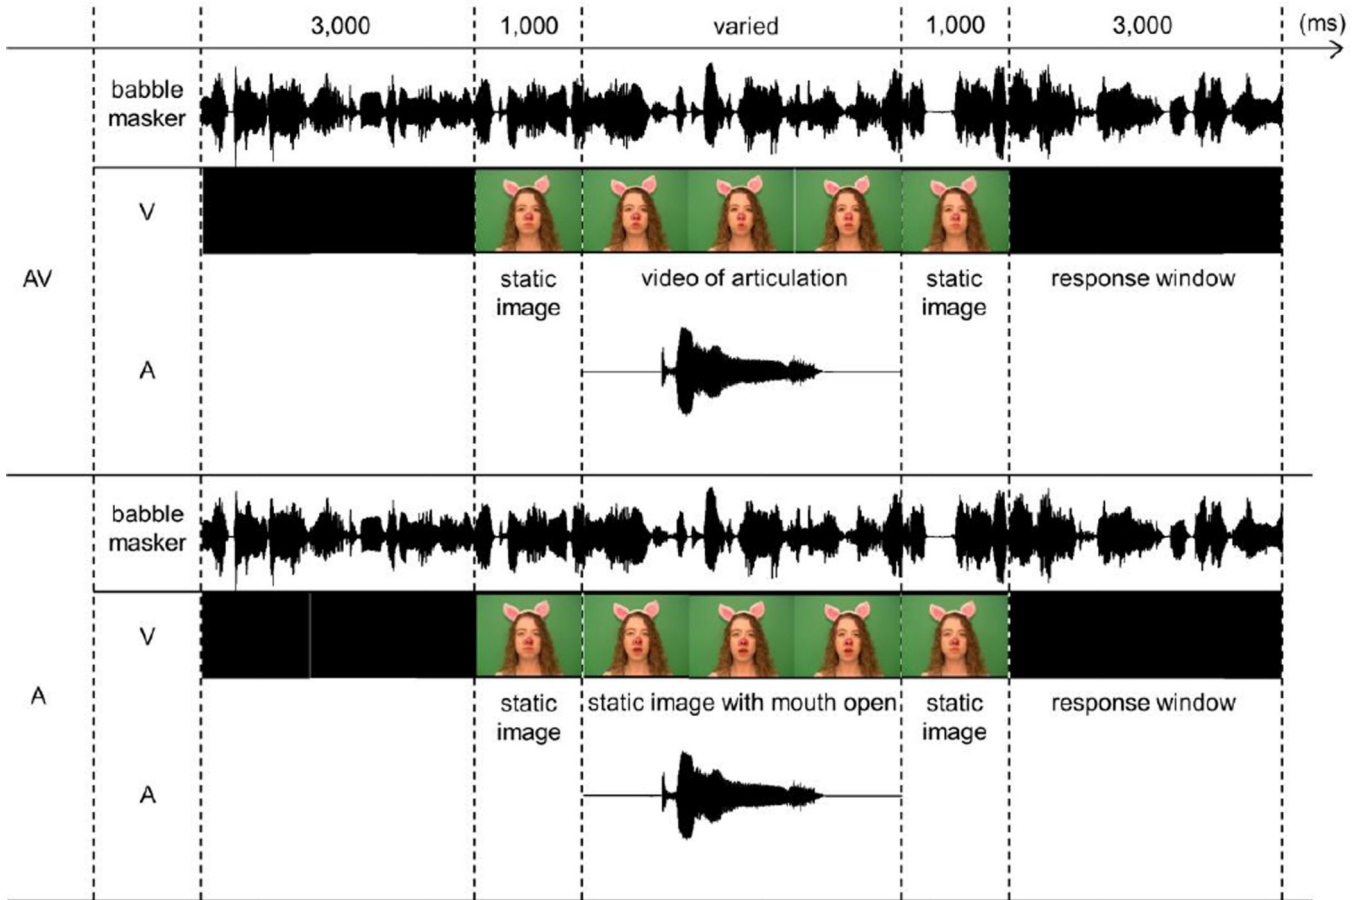 3,000 1,000 varied 1,000 3,000 (ms)
babble
masker
V
static
image
video of articulation
static
image
response window
AV
A
babble
masker
V
static
image
static image with mouth open
static
image
response window
A
A